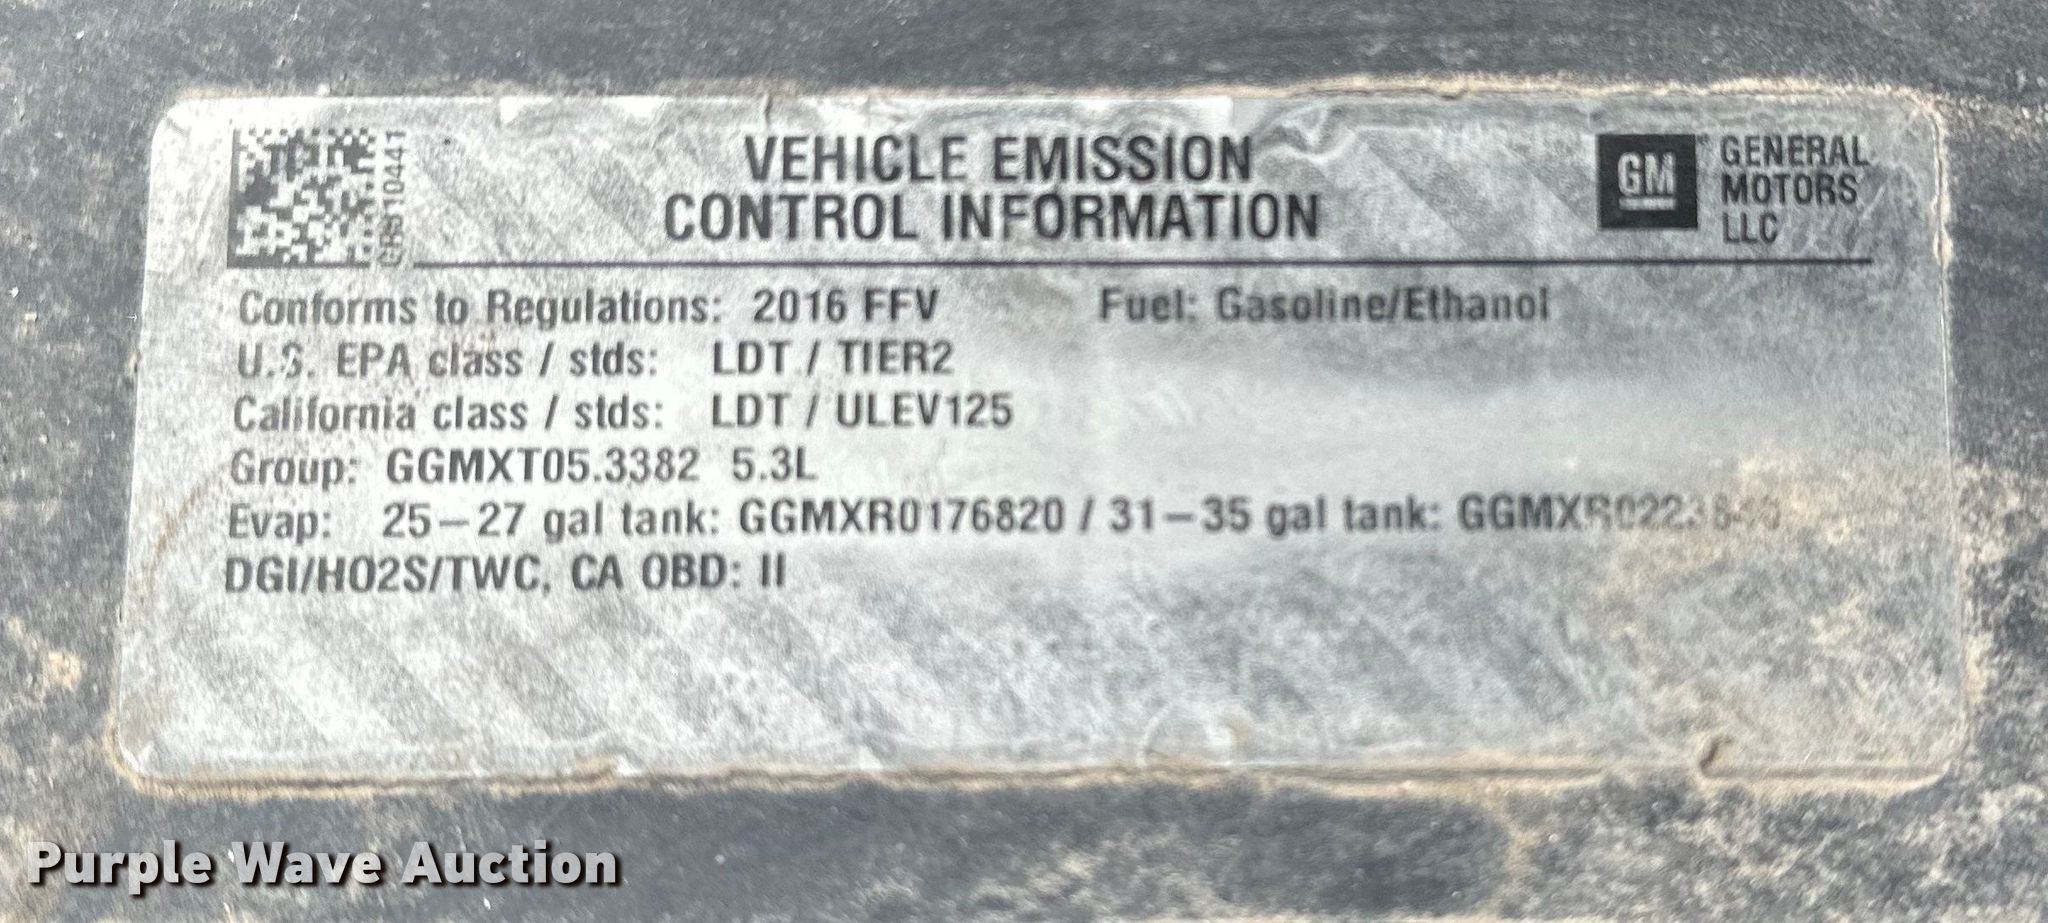 VEHICLE EMISSION
CONTROL INFORMATION
GM
GENERAL
MOTORS
LLC
Conforms to Regulations: 2016 FFV Fuel: Gasoline/Ethanol
U.S. EPA class / stds: LDT / TIER2
California class / stds: LDT / ULEV125
Group: GGMXT05.3382 5.3L
Evap: 25–27 gal tank: GGMXR0176820 / 31–35 gal tank:
DGI/HO2S/TWC, CA OBD: II
Purple Wave Auction